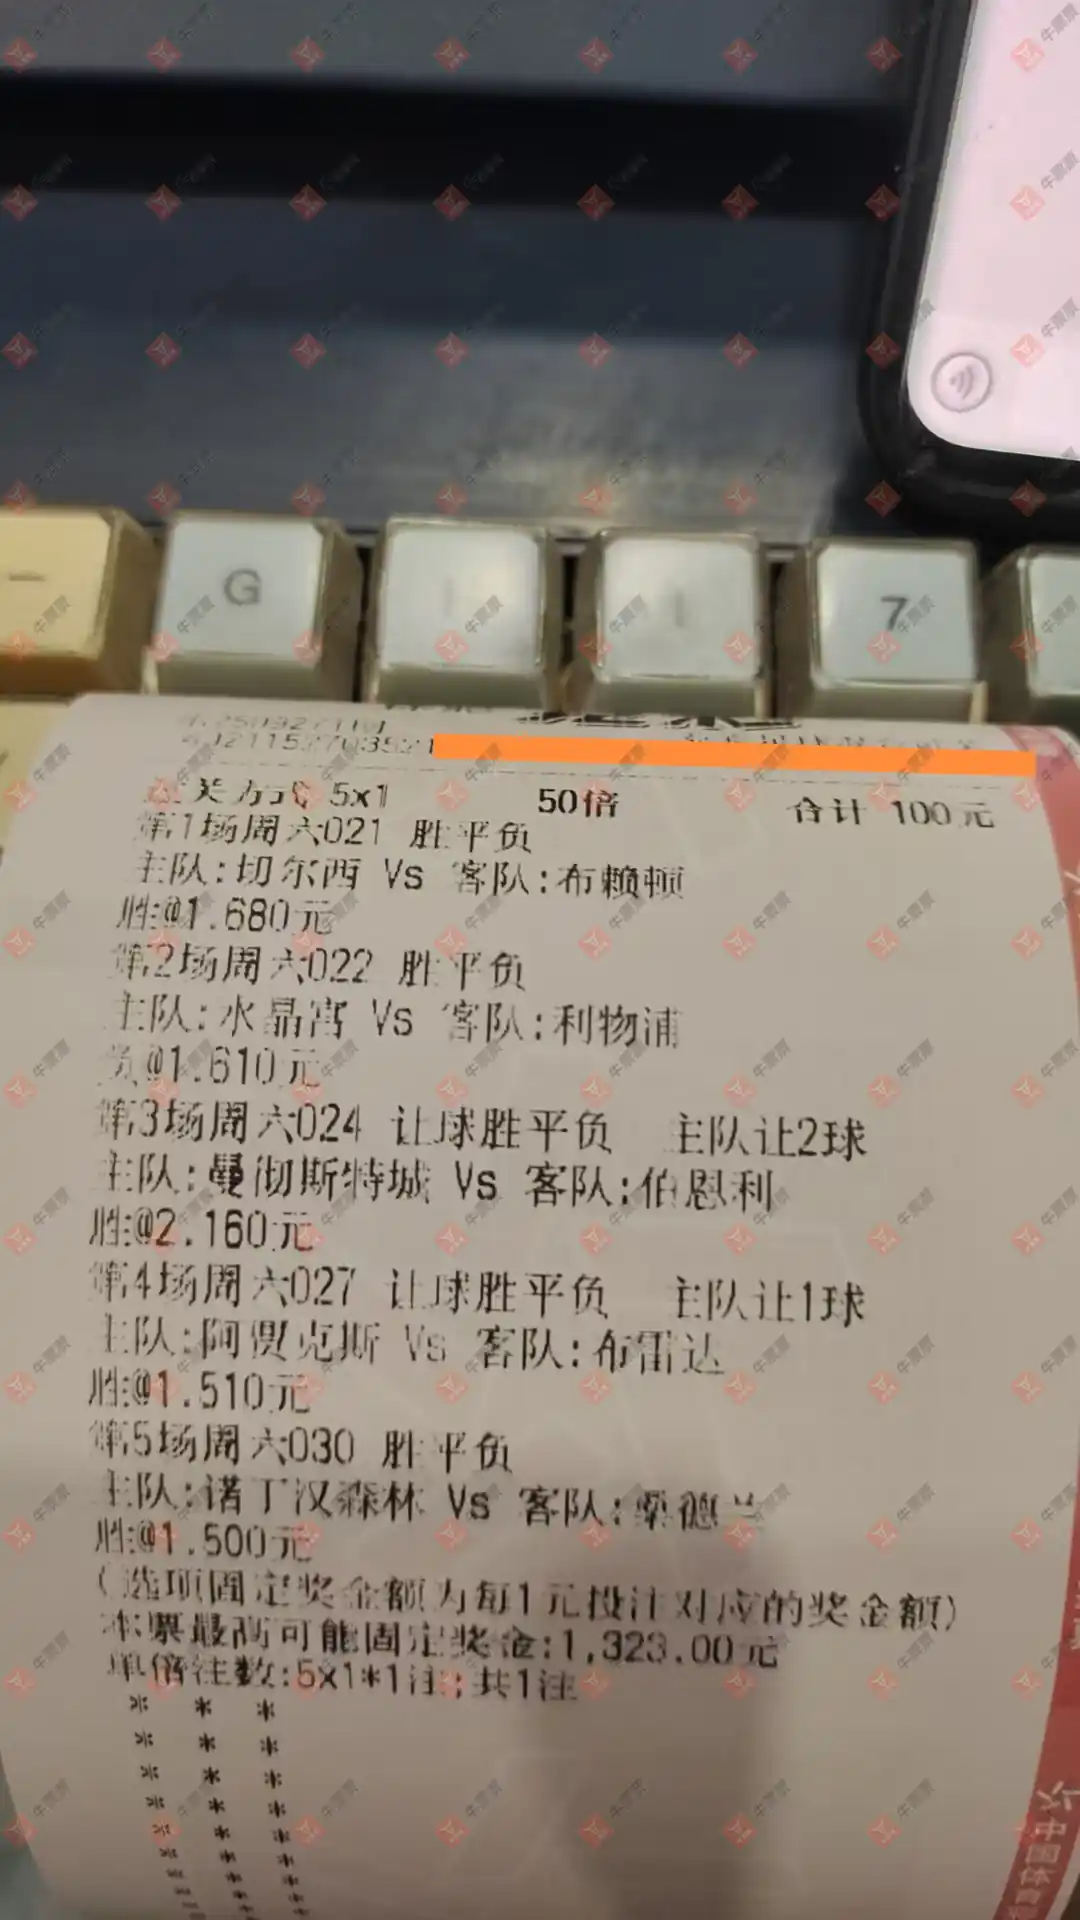 G
7
过关方式 5x1 50倍 合计 100元
第1场周六021 胜平负
主队:切尔西 Vs 客队:布赖顿
胜@1.680元
第2场周六022 胜平负
主队:水晶宫 Vs 客队:利物浦
负@1.610元
第3场周六024 让球胜平负 主队让2球
主队:曼彻斯特城 Vs 客队:伯恩利
胜@2.160元
第4场周六027 让球胜平负 主队让1球
主队:阿贾克斯 Vs 客队:布雷达
胜@1.510元
第5场周六030 胜平负
主队:诺丁汉森林 Vs 客队:桑德兰
胜@1.500元
(选项固定奖金额为每1元投注对应的奖金额)
本票最高可能固定奖金:1,323.00元
单倍注数:5x1*1注;共1注
中国体育
牛票票